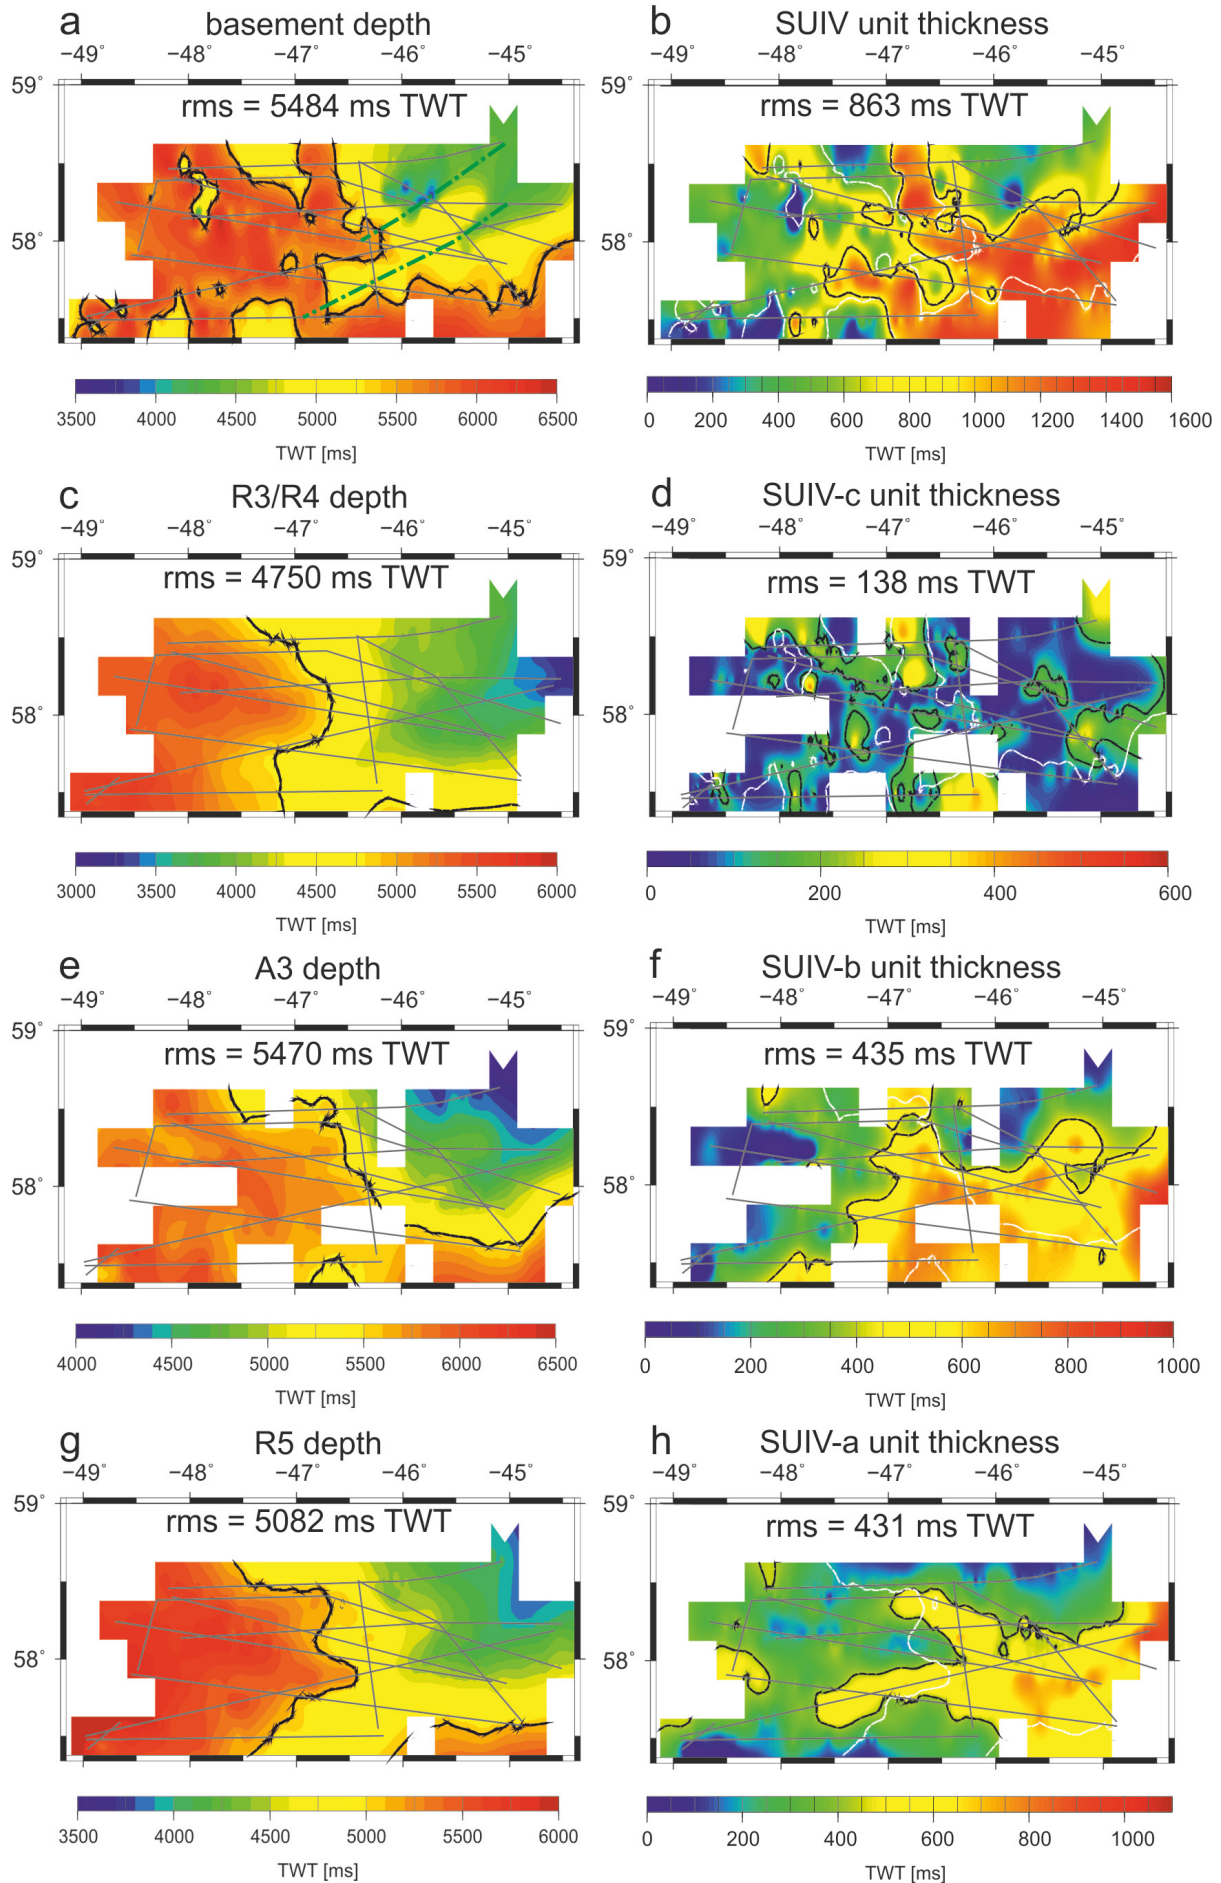 a basement depth
b SUIV unit thickness
−49° −48° −47° −46° −45°
−49° −48° −47° −46° −45°
59°
rms = 5484 ms TWT
rms = 863 ms TWT
58°
58°
3500 4000 4500 5000 5500 6000 6500
0 200 400 600 800 1000 1200 1400 1600
TWT [ms]
TWT [ms]
c R3/R4 depth
d SUIV-c unit thickness
−49° −48° −47° −46° −45°
−49° −48° −47° −46° −45°
59°
59°
rms = 4750 ms TWT
rms = 138 ms TWT
58°
58°
3000 3500 4000 4500 5000 5500 6000
0 200 400 600
TWT [ms]
TWT [ms]
e A3 depth
f SUIV-b unit thickness
−49° −48° −47° −46° −45°
−49° −48° −47° −46° −45°
59°
59°
rms = 5470 ms TWT
rms = 435 ms TWT
58°
58°
4000 4500 5000 5500 6000 6500
0 200 400 600 800 1000
TWT [ms]
TWT [ms]
g R5 depth
h SUIV-a unit thickness
−49° −48° −47° −46° −45°
−49° −48° −47° −46° −45°
59°
59°
rms = 5082 ms TWT
rms = 431 ms TWT
58°
58°
3500 4000 4500 5000 5500 6000
0 200 400 600 800 1000
TWT [ms]
TWT [ms]